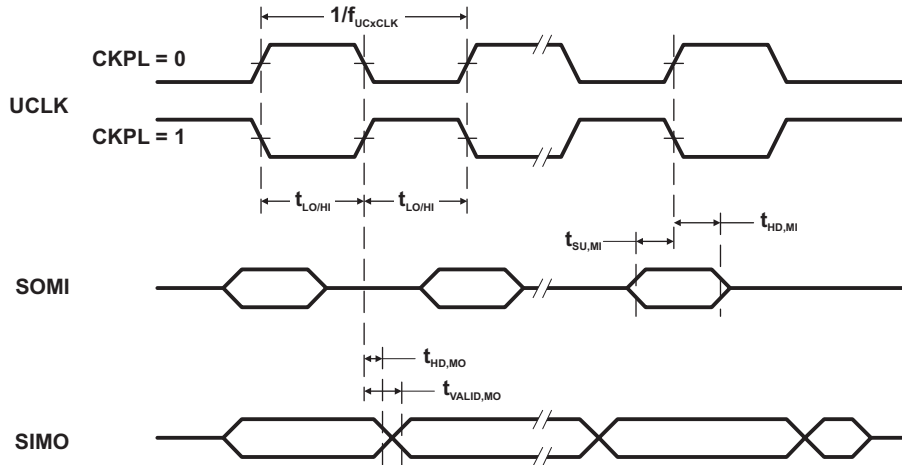 1/fUCxCLK
CKPL = 0
UCLK
CKPL = 1
tLO/HI tLO/HI
tSU,MI
tHD,MI
SOMI
tHD,MO
tVALID,MO
SIMO